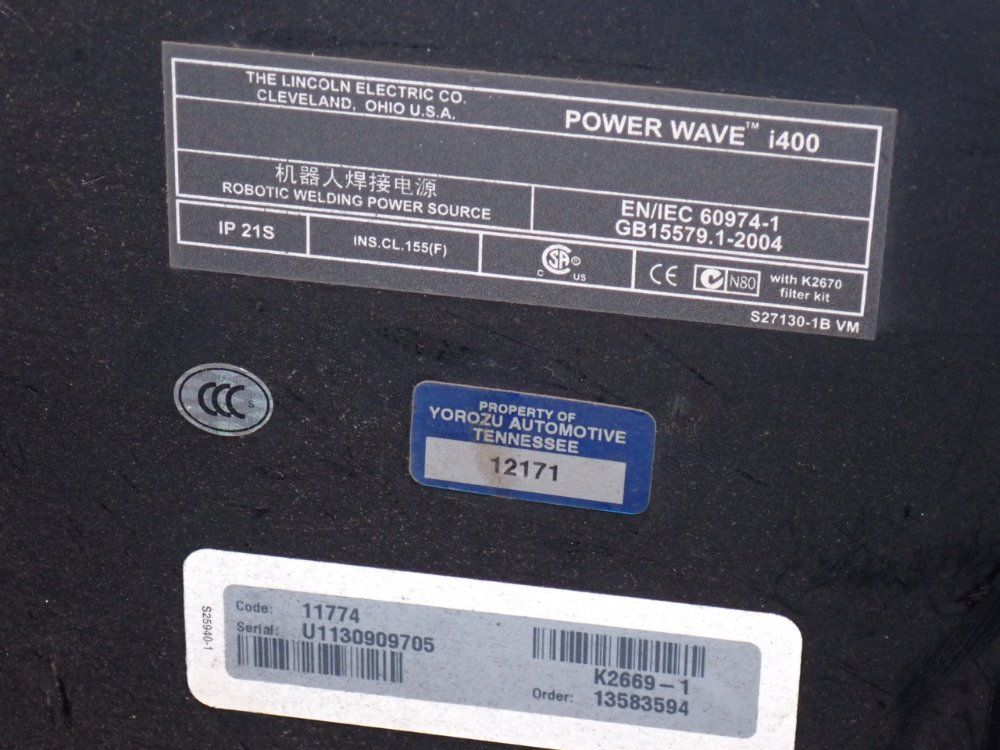 THE LINCOLN ELECTRIC CO.
CLEVELAND, OHIO U.S.A.
POWER WAVE™ i400
机器人焊接电源
ROBOTIC WELDING POWER SOURCE
EN/IEC 60974-1
GB15579.1-2004
IP 21S
INS.CL.155(F)
C SA ® US
CE
N80
with K2670
filter kit
S27130-1B VM
CCC S
PROPERTY OF
YOROZU AUTOMOTIVE
TENNESSEE
12171
S25940-1
Code: 11774
Serial: U1130909705
K2669-1
Order: 13583594